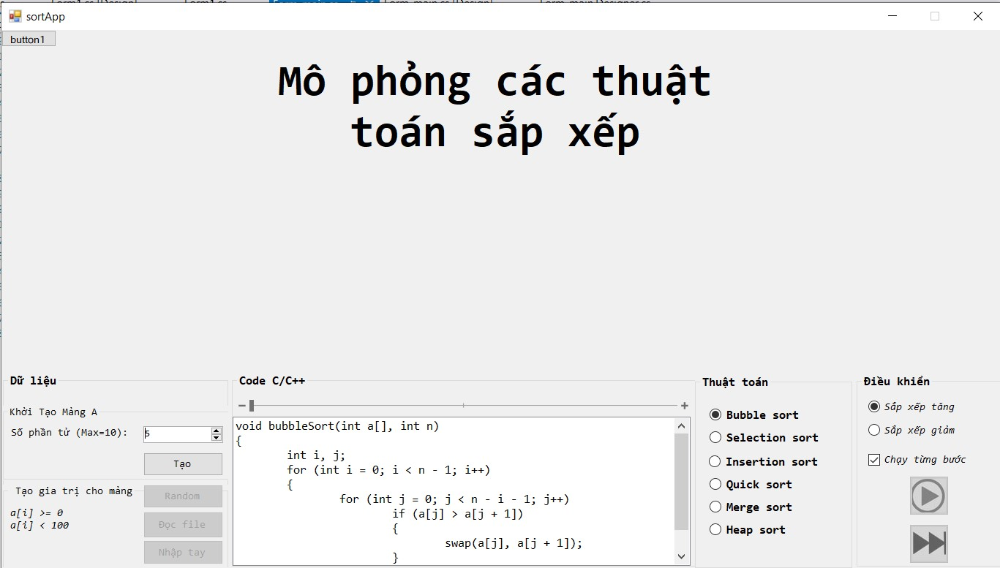 sortApp
button1
Mô phỏng các thuật
toán sắp xếp
Dữ liệu
Khởi Tạo Mảng A
Số phần tử (Max=10):
5
Tạo
Tạo gia trị cho mảng
a[i] >= 0
a[i] < 100
Random
Đọc file
Nhập tay
Code C/C++
void bubbleSort(int a[], int n)
{
int i, j;
for (int i = 0; i < n - 1; i++)
{
for (int j = 0; j < n - i - 1; j++)
if (a[j] > a[j + 1])
{
swap(a[j], a[j + 1]);
}
Thuật toán
Bubble sort
Selection sort
Insertion sort
Quick sort
Merge sort
Heap sort
Điều khiển
Sắp xếp tăng
Sắp xếp giảm
Chạy từng bước